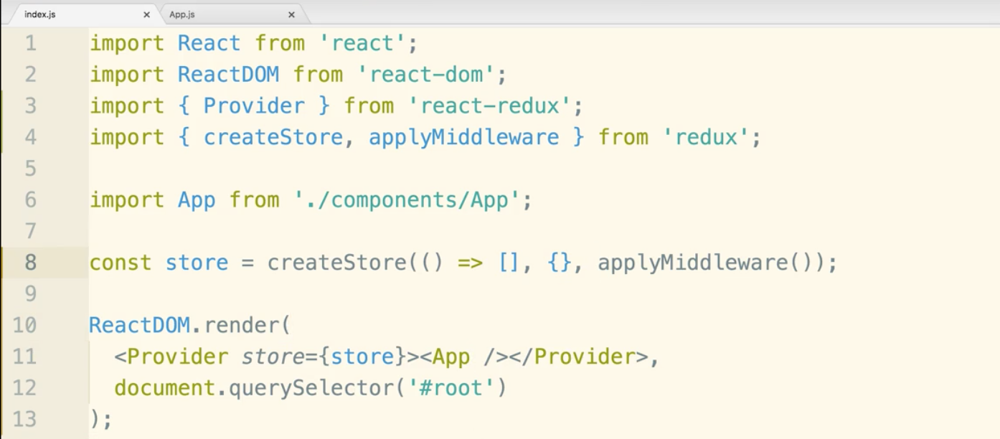 index.js × App.js ×
1 import React from 'react';
2 import ReactDOM from 'react-dom';
3 import { Provider } from 'react-redux';
4 import { createStore, applyMiddleware } from 'redux';
5
6 import App from './components/App';
7
8 const store = createStore(() => [], {}, applyMiddleware());
9
10 ReactDOM.render(
11   <Provider store={store}><App /></Provider>,
12   document.querySelector('#root')
13 );